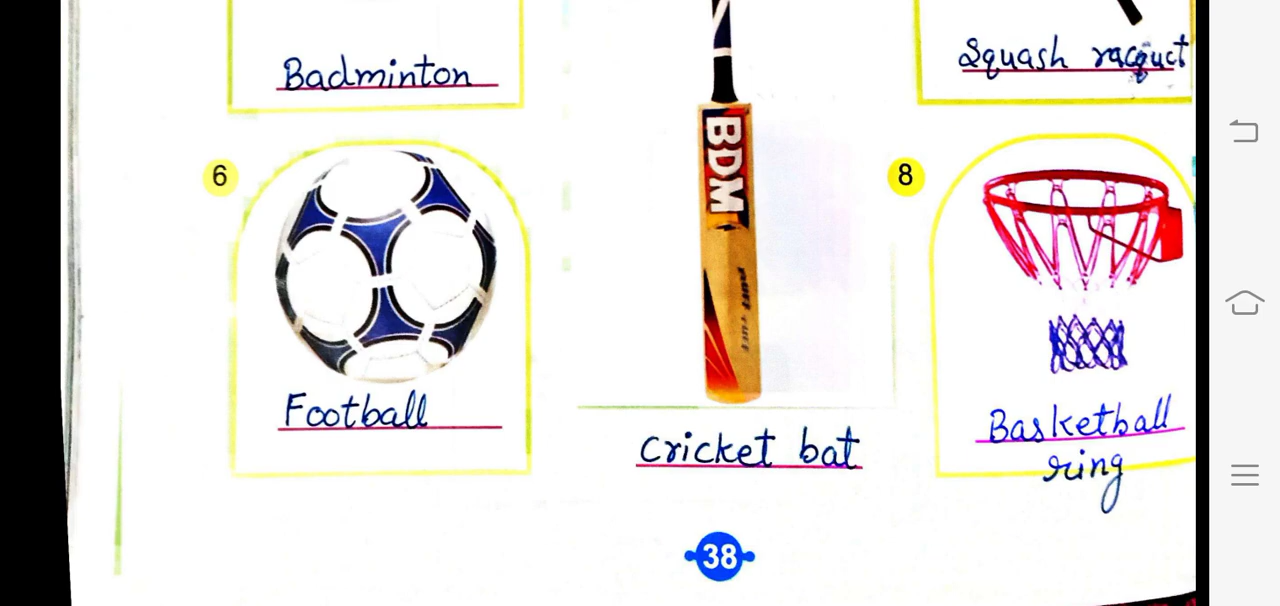 Badminton
Squash racquct
6
BDM
8
Football
cricket bat
Basketball
ring
38